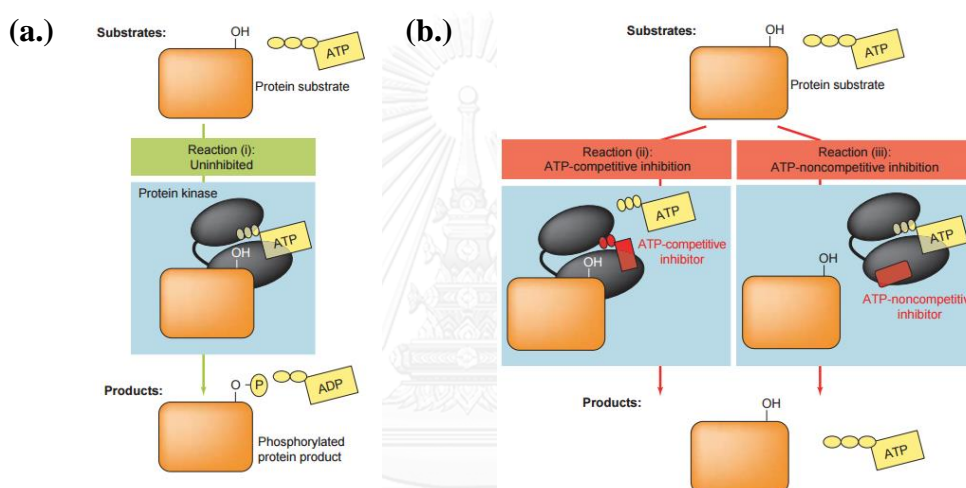 (a.)
Substrates:
OH
ATP
Protein substrate
Reaction (i):
Uninhibited
Protein kinase
ATP
OH
Products:
O
P
ADP
Phosphorylated
protein product
(b.)
Substrates:
OH
ATP
Protein substrate
Reaction (ii):
ATP-competitive inhibition
ATP
ATP-competitive
inhibitor
OH
Reaction (iii):
ATP-noncompetitive inhibition
ATP
OH
ATP-noncompetitive
inhibitor
Products:
OH
ATP